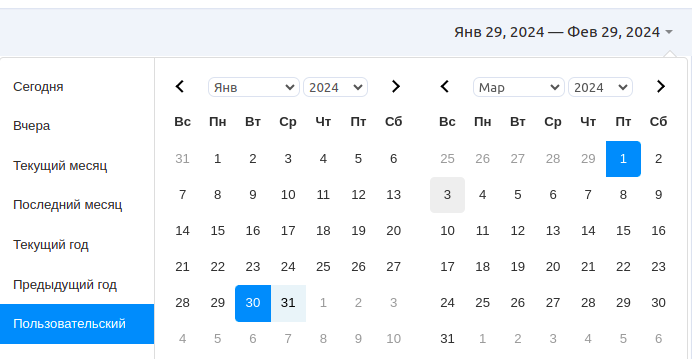 Янв 29, 2024 — Фев 29, 2024
Сегодня
Вчера
Текущий месяц
Последний месяц
Текущий год
Предыдущий год
Пользовательский
Янв 2024
Вс Пн Вт Ср Чт Пт Сб
31 1 2 3 4 5 6
7 8 9 10 11 12 13
14 15 16 17 18 19 20
21 22 23 24 25 26 27
28 29 30 31 1 2 3
4 5 6 7 8 9 10
Мар 2024
Вс Пн Вт Ср Чт Пт Сб
25 26 27 28 29 1 2
3 4 5 6 7 8 9
10 11 12 13 14 15 16
17 18 19 20 21 22 23
24 25 26 27 28 29 30
31 1 2 3 4 5 6